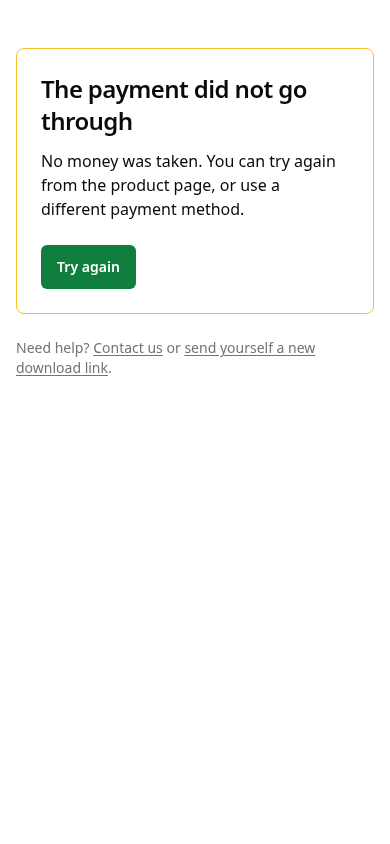 The payment did not go
through
No money was taken. You can try again
from the product page, or use a
different payment method.
Try again
Need help? Contact us or send yourself a new
download link.